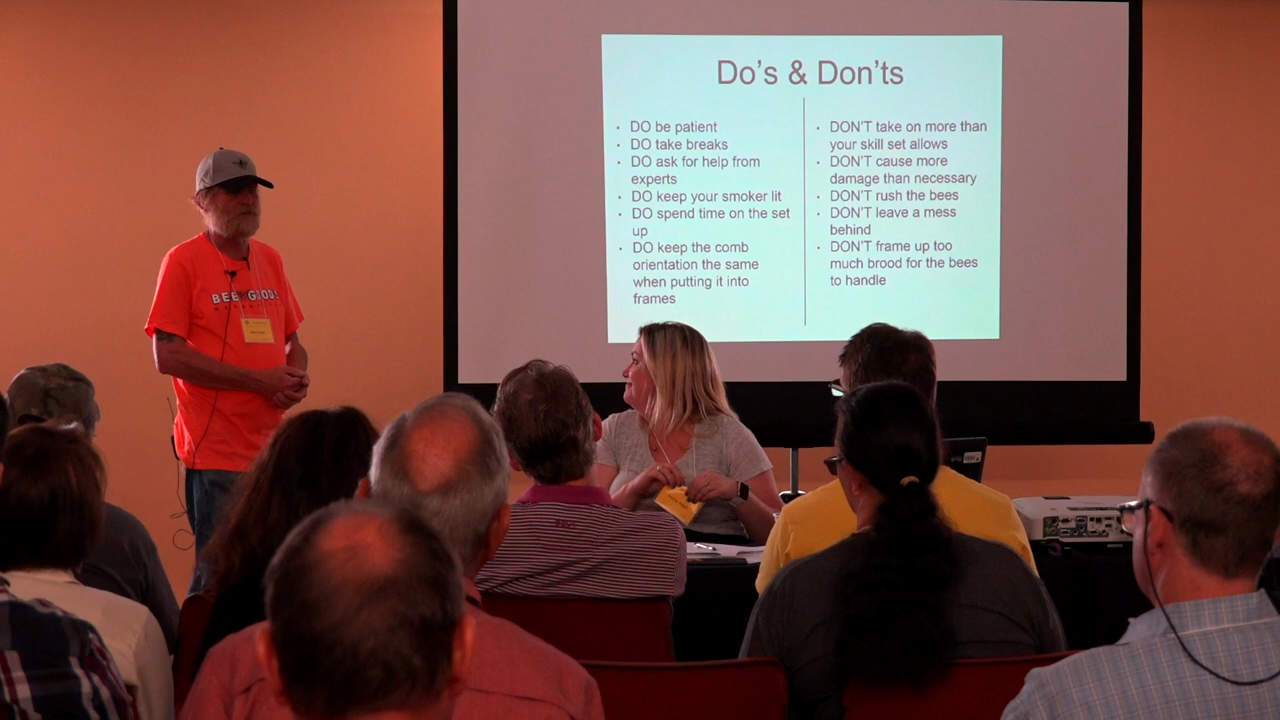 Do's & Don'ts
• DO be patient
• DO take breaks
• DO ask for help from
experts
• DO keep your smoker lit
• DO spend time on the set
up
• DO keep the comb
orientation the same
when putting it into
frames
• DON'T take on more than
your skill set allows
• DON'T cause more
damage than necessary
• DON'T rush the bees
• DON'T leave a mess
behind
• DON'T frame up too
much brood for the bees
to handle
BEE GOODS